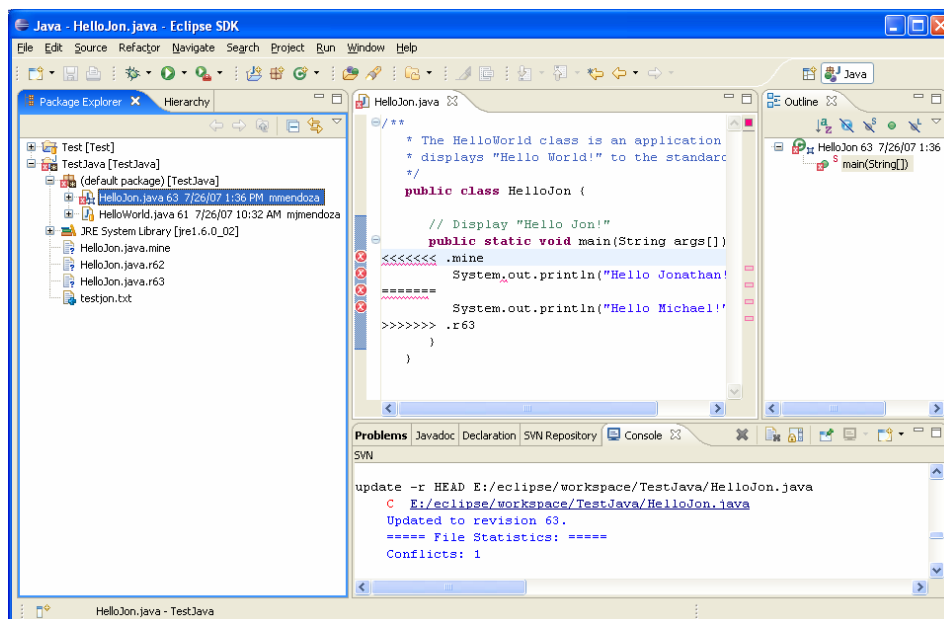 Java - HelloJon.java - Eclipse SDK
File Edit Source Refactor Navigate Search Project Run Window Help
Java
Package Explorer Hierarchy
Test [Test]
TestJava [TestJava]
(default package) [TestJava]
HelloJon.java 63 7/26/07 1:36 PM mmendoza
HelloWorld.java 61 7/26/07 10:32 AM mjmendoza
JRE System Library [jre1.6.0_02]
HelloJon.java.mine
HelloJon.java.r62
HelloJon.java.r63
testjon.txt
HelloJon.java
/**
* The HelloWorld class is an application
* displays "Hello World!" to the standard
*/
public class HelloJon {
// Display "Hello Jon!"
public static void main(String args[])
<<<<<<< .mine
System.out.println("Hello Jonathan!
=======
System.out.println("Hello Michael!"
>>>>>>> .r63
}
}
Outline
HelloJon 63 7/26/07 1:36
main(String[])
Problems Javadoc Declaration SVN Repository Console
SVN
update -r HEAD E:/eclipse/workspace/TestJava/HelloJon.java
C E:/eclipse/workspace/TestJava/HelloJon.java
Updated to revision 63.
===== File Statistics: =====
Conflicts: 1
HelloJon.java - TestJava